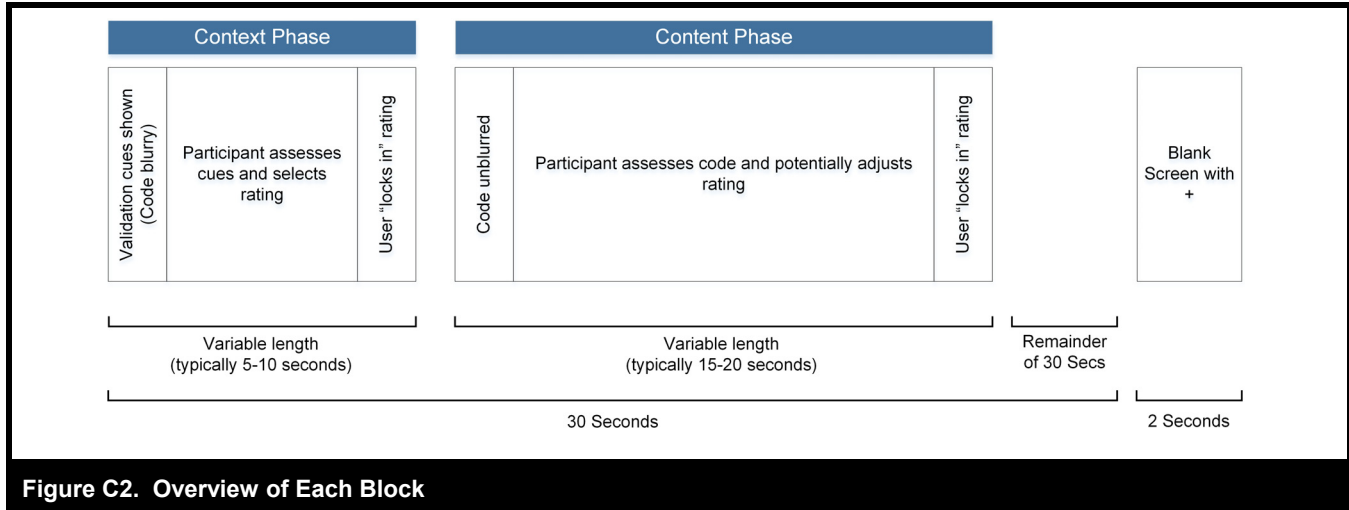 Context Phase
Content Phase
Validation cues shown
(Code blurry)
Participant assesses
cues and selects
rating
User “locks in” rating
Code unblurred
Participant assesses code and potentially adjusts
rating
User “locks in” rating
Blank
Screen with
+
Variable length
(typically 5-10 seconds)
Variable length
(typically 15-20 seconds)
Remainder
of 30 Secs
30 Seconds
2 Seconds
Figure C2. Overview of Each Block